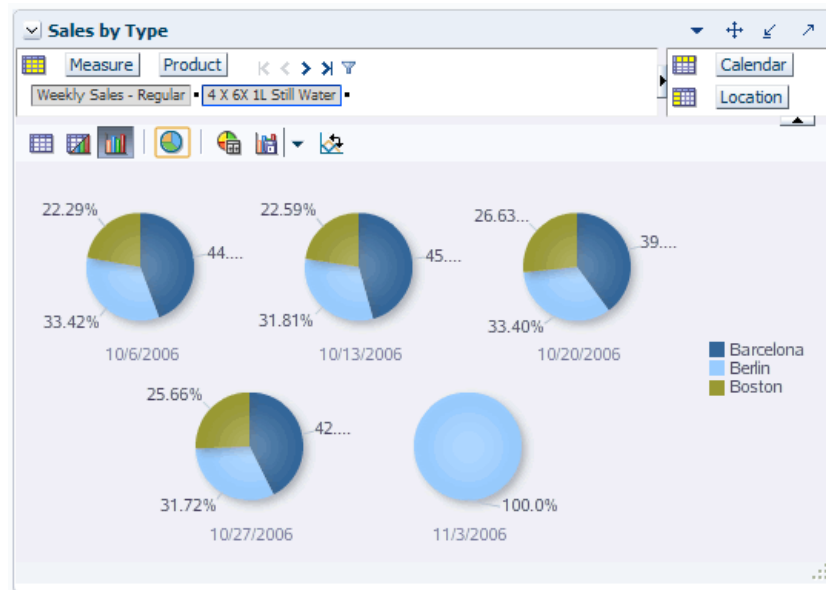 Sales by Type
Measure Product
Calendar
Weekly Sales - Regular 4 X 6X 1L Still Water
Location
22.29% 44.... 33.42%
10/6/2006
22.59% 45.... 31.81%
10/13/2006
26.63... 39.... 33.40%
10/20/2006
Barcelona
Berlin
Boston
25.66% 42.... 31.72%
10/27/2006
100.0%
11/3/2006